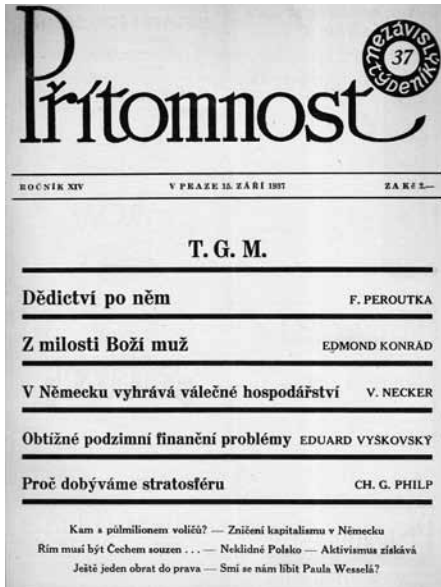 Přítomnost
nezávislý týdeník
37
ROČNÍK XIV V PRAZE 15. ZÁŘÍ 1937 ZA Kč 2.—
T. G. M.
Dědictví po něm F. PEROUTKA
Z milosti Boží muž EDMOND KONRÁD
V Německu vyhrává válečné hospodářství V. NECKER
Obtížné podzimní finanční problémy EDUARD VYŠKOVSKÝ
Proč dobýváme stratosféru CH. G. PHILP
Kam s půlmilionem voličů? — Zničení kapitalismu v Německu
Řím musí být Čechem souzen . . . — Neklidné Polsko — Aktivismus získává
Ještě jeden obrat do prava — Smí se nám líbit Paula Wesselá?